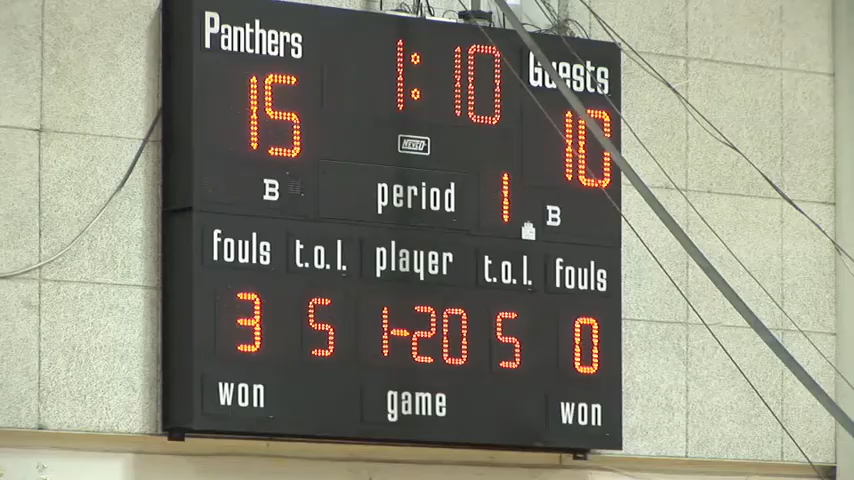 Panthers 1:10 Guests
15 10
B period 1 B
fouls t.o.l. player t.o.l. fouls
3 5 1-20 5 0
won game won